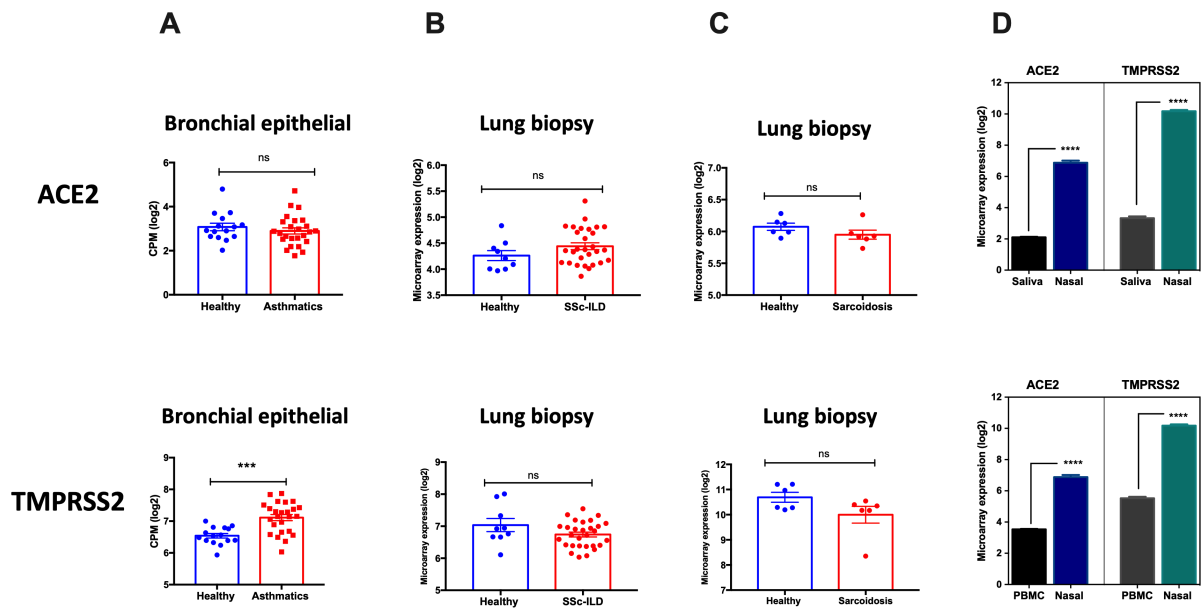 A
B
C
D
ACE2
Bronchial epithelial
CPM (log2)
6
4
2
0
ns
Healthy
Asthmatics
Lung biopsy
Microarray expression (log2)
6.0
5.5
5.0
4.5
4.0
3.5
ns
Healthy
SSc-ILD
Lung biopsy
Microarray expression (log2)
7.0
6.5
6.0
5.5
5.0
ns
Healthy
Sarcoidosis
ACE2
TMPRSS2
Microarray expression (log2)
12
10
8
6
4
2
0
****
****
Saliva
Nasal
Saliva
Nasal
TMPRSS2
Bronchial epithelial
CPM (log2)
9
8
7
6
5
***
Healthy
Asthmatics
Lung biopsy
Microarray expression (log2)
9
8
7
6
5
ns
Healthy
SSc-ILD
Lung biopsy
Microarray expression (log2)
13
12
11
10
9
8
7
ns
Healthy
Sarcoidosis
ACE2
TMPRSS2
Microarray expression (log2)
12
10
8
6
4
2
0
****
****
PBMC
Nasal
PBMC
Nasal